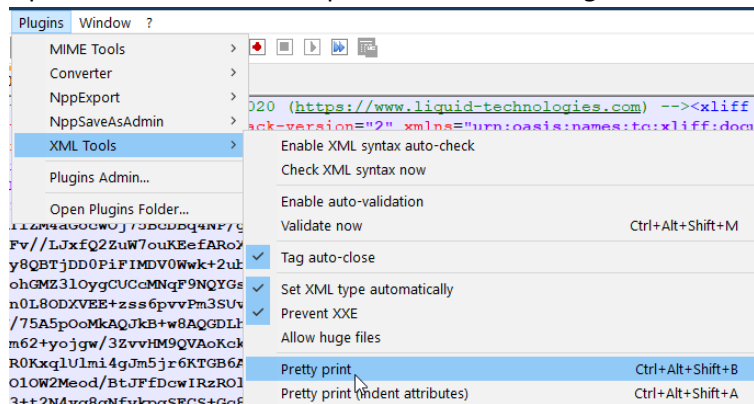 Plugins Window ?
MIME Tools
Converter
NppExport
NppSaveAsAdmin
XML Tools
Plugins Admin...
Open Plugins Folder...
020 (https://www.liquid-technologies.com) --><xliff
ack-version="2" xmlns="urn:oasis:names:tc:xliff:docu
Enable XML syntax auto-check
Check XML syntax now
Enable auto-validation
Validate now Ctrl+Alt+Shift+M
Tag auto-close
Set XML type automatically
Prevent XXE
Allow huge files
Pretty print Ctrl+Alt+Shift+B
Pretty print (indent attributes) Ctrl+Alt+Shift+A
Fv//LJxfQ2ZuW7ouKEefARoX
y8QBTjDD0PiFIMDV0Wwk+2uh
ohGMZ3lOygCUCcMNqF9NQYGs
n0L8ODXVEE+zss6pvvPm3SUv
/75A5pOoMkAQJkB+w8AQGDLh
m62+yojgw/3ZvvHM9QVAoKck
R0KxqlUlmi4gJm5jr6KTGB6A
O1OW2Meod/BtJFfDcwIRzROl